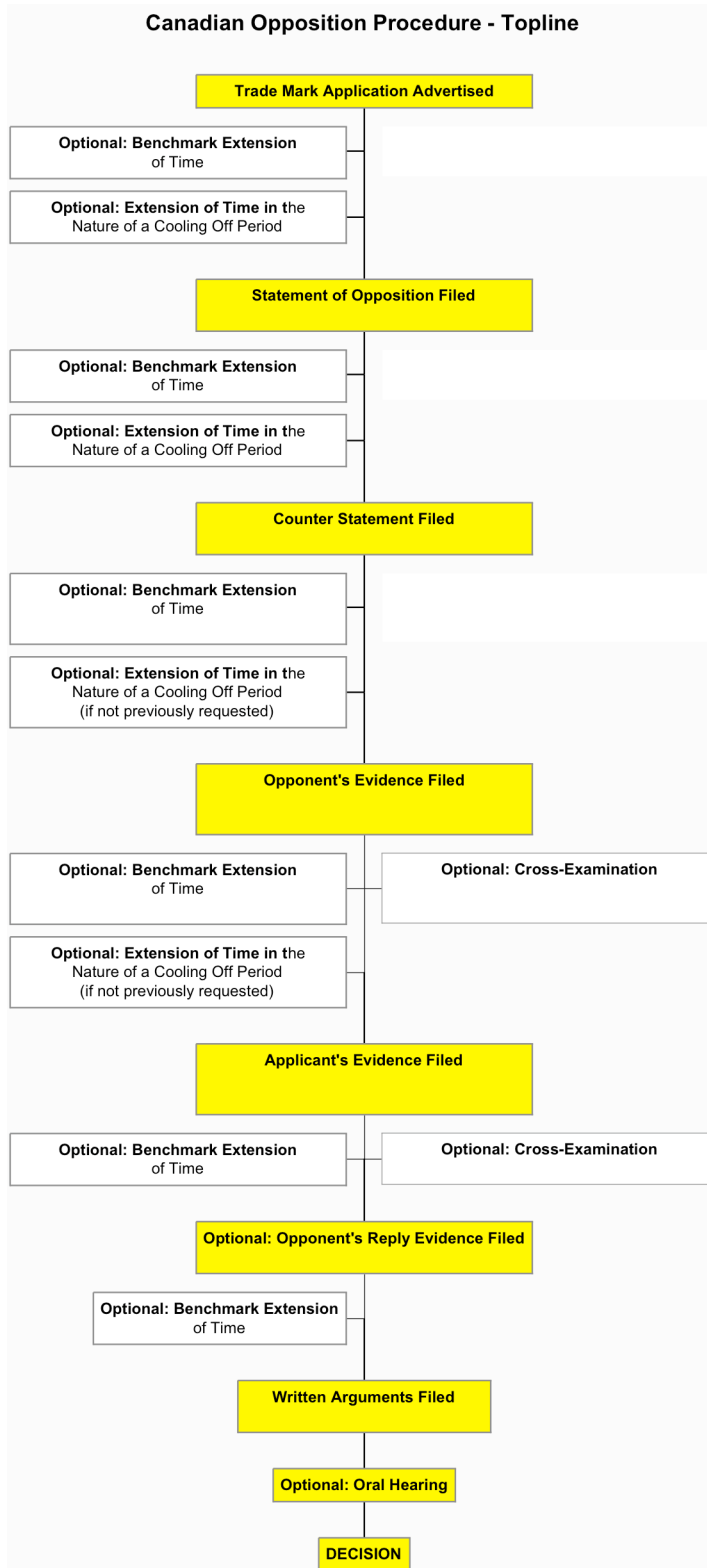 Canadian Opposition Procedure - Topline
Trade Mark Application Advertised
Optional: Benchmark Extension
of Time
Optional: Extension of Time in the
Nature of a Cooling Off Period
Statement of Opposition Filed
Optional: Benchmark Extension
of Time
Optional: Extension of Time in the
Nature of a Cooling Off Period
Counter Statement Filed
Optional: Benchmark Extension
of Time
Optional: Extension of Time in the
Nature of a Cooling Off Period
(if not previously requested)
Opponent's Evidence Filed
Optional: Benchmark Extension
of Time
Optional: Cross-Examination
Optional: Extension of Time in the
Nature of a Cooling Off Period
(if not previously requested)
Applicant's Evidence Filed
Optional: Benchmark Extension
of Time
Optional: Cross-Examination
Optional: Opponent's Reply Evidence Filed
Optional: Benchmark Extension
of Time
Written Arguments Filed
Optional: Oral Hearing
DECISION